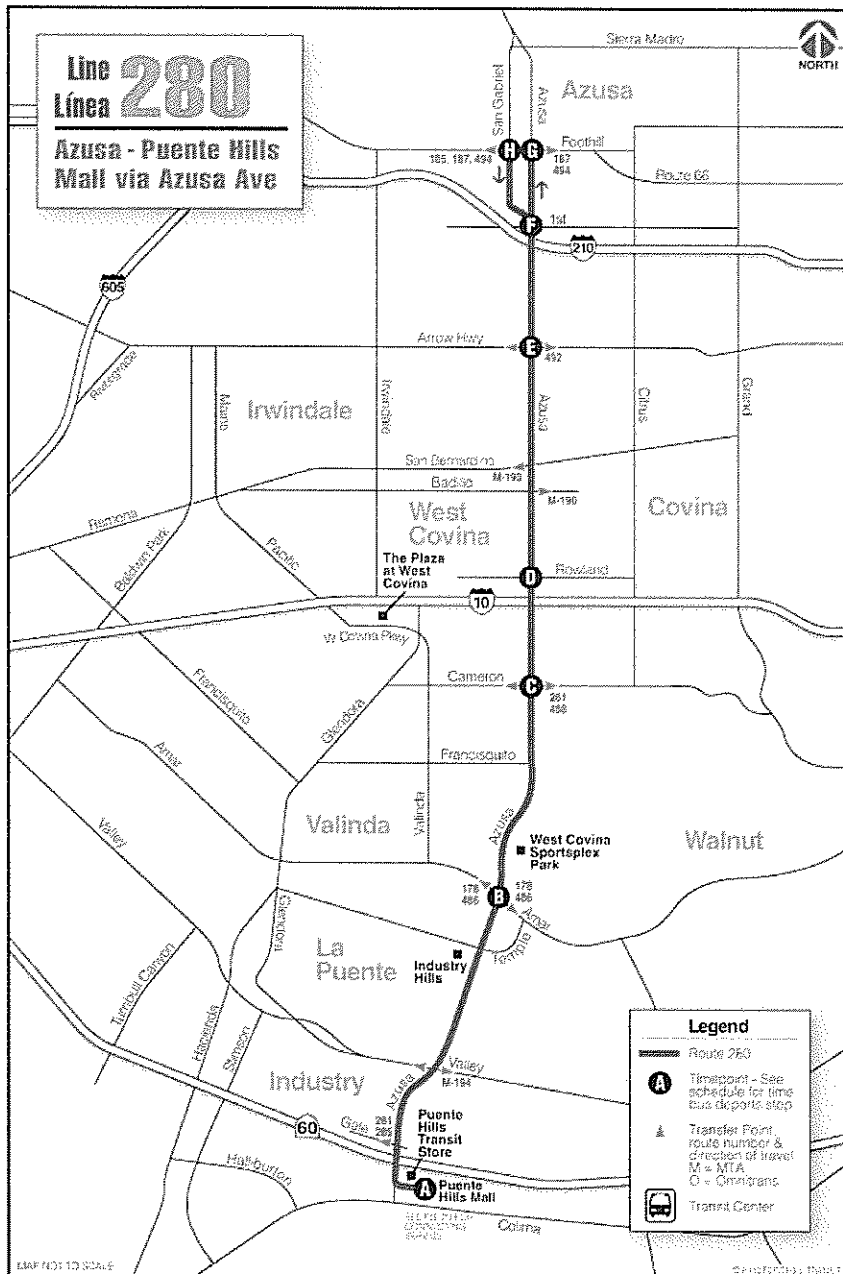 Line
Línea 280
Azusa - Puente Hills
Mall via Azusa Ave
NORTH
Sierra Madre
San Gabriel
Azusa
Azusa
H
G
Foothill
185, 187, 494
187
494
Route 66
F
1st
210
605
Arrow Hwy
E
492
Maine
Irwindale
Irwindale
Azusa
Citrus
Grand
San Bernardino
M-190
Badillo
M-190
Ramona
Baldwin Park
West
Covina
Covina
Pacific
The Plaza
at West
Covina
D
Rowland
10
W Covina Pkwy
Cameron
C
281
488
Francisquito
Glendora
Amar
Francisquito
Valley
Valinda
Valinda
Azusa
West Covina
Sportsplex
Park
Walnut
178
486
B
178
486
Amar
Temple
Glendora
La
Puente
Industry
Hills
Turnbull Canyon
Hacienda
Stimson
Valley
M-194
Industry
Azusa
60
Gale
281
285
Puente
Hills
Transit
Store
A
Puente
Hills Mall
Halliburton
Colima
Legend
Route 280
A
Timepoint - See
schedule for time
bus departs stop
Transfer Point,
route number &
direction of travel
M = MTA
O = Omnitrans
Transit Center
MAP NOT TO SCALE